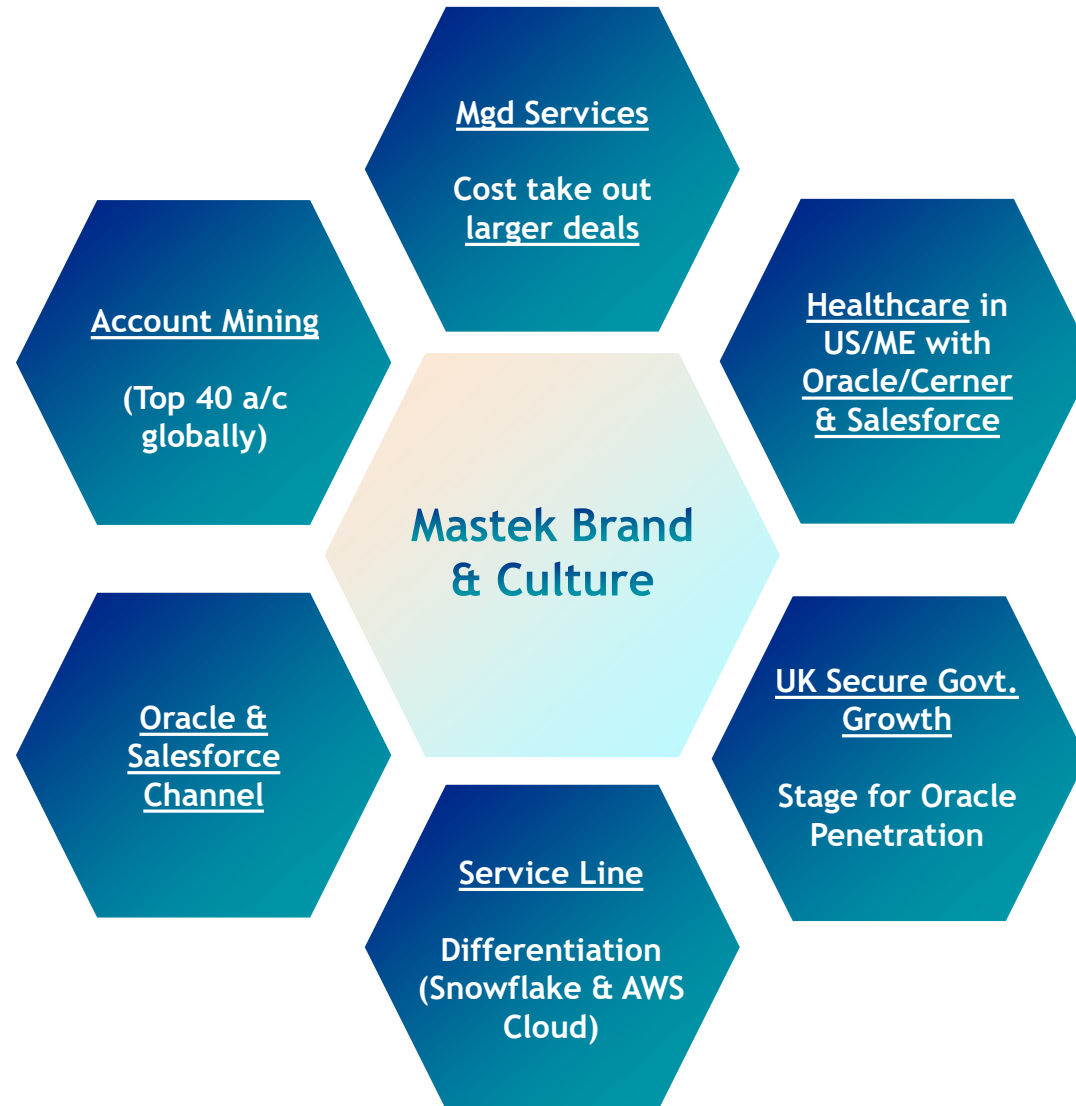 Mgd Services
Cost take out
larger deals
Account Mining
(Top 40 a/c
globally)
Healthcare in
US/ME with
Oracle/Cerner
& Salesforce
Mastek Brand
& Culture
Oracle &
Salesforce
Channel
UK Secure Govt.
Growth
Stage for Oracle
Penetration
Service Line
Differentiation
(Snowflake & AWS
Cloud)